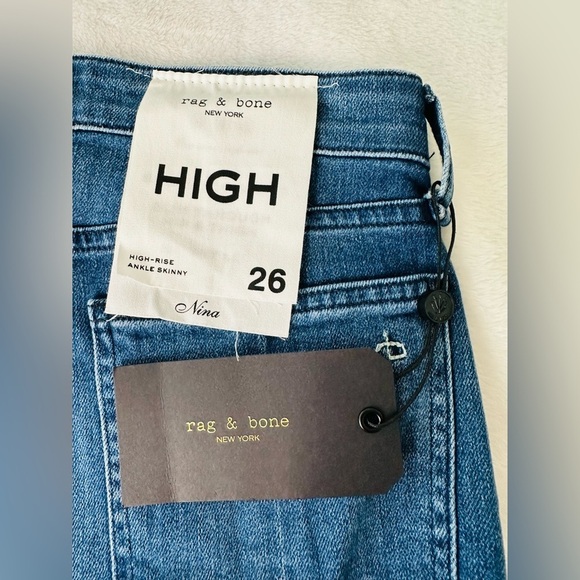 rag & bone
NEW YORK
HIGH
HIGH-RISE
ANKLE SKINNY
26
Nina
rag & bone
NEW YORK